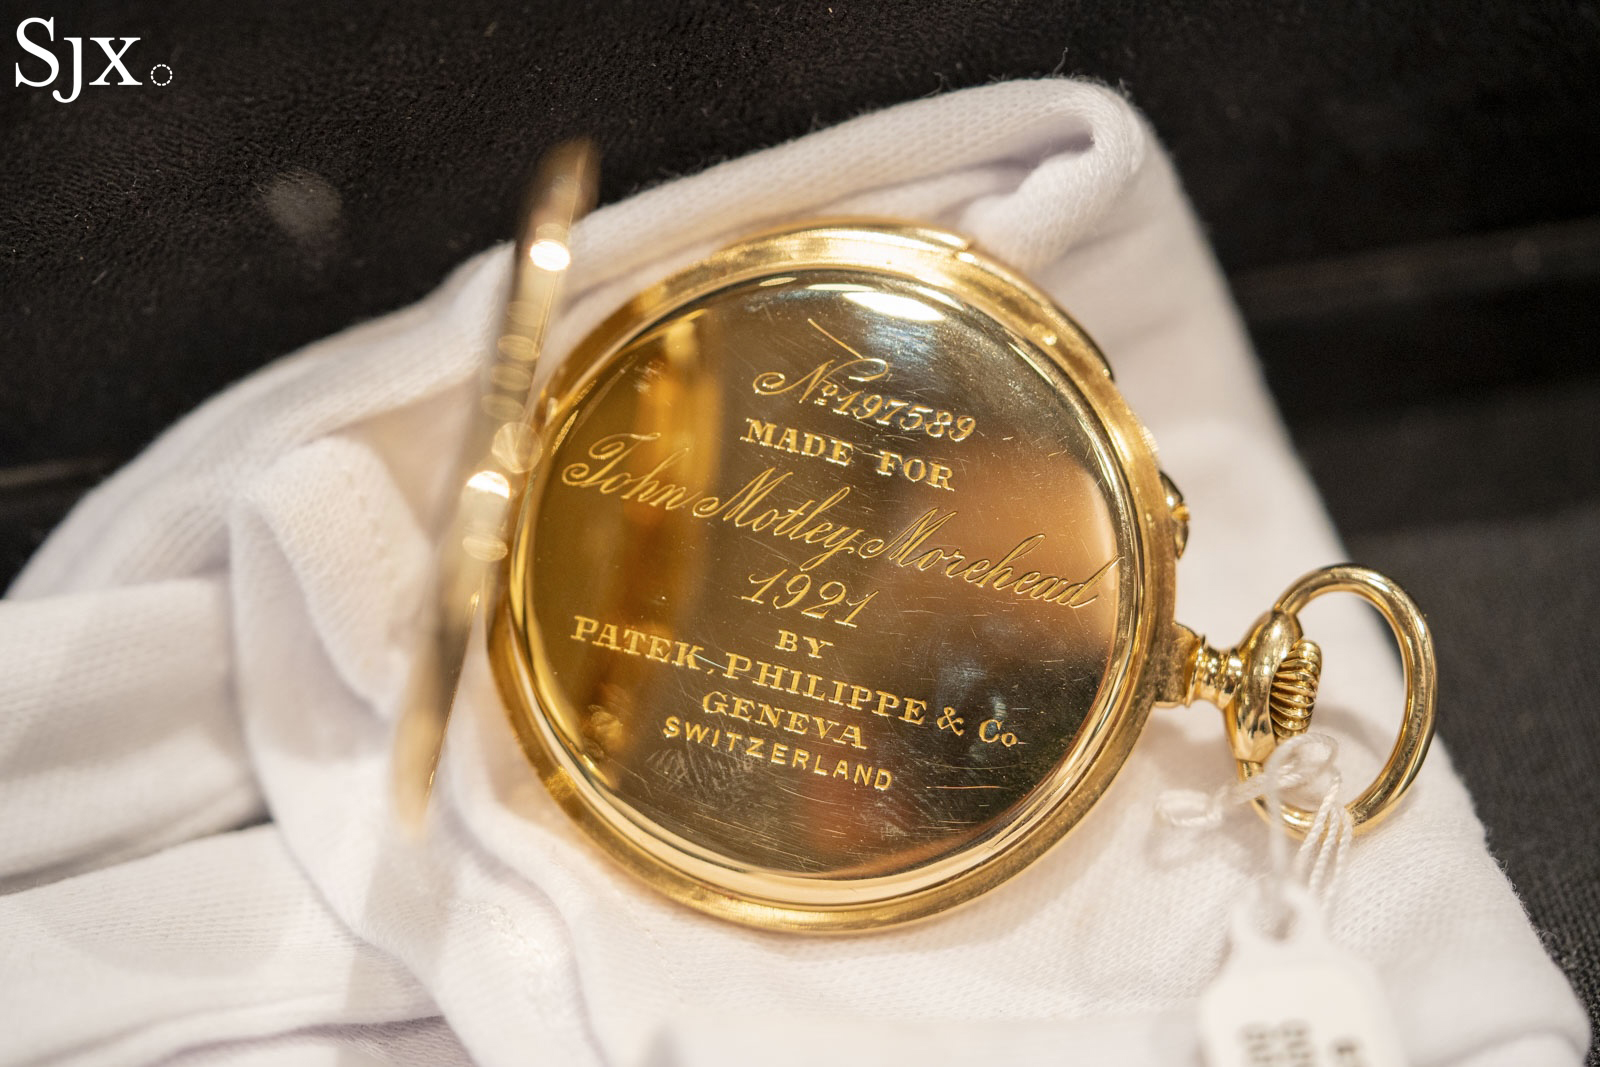 SJX
No. 197589
MADE FOR
John Motley Morehead
1921
BY
PATEK, PHILIPPE & Co
GENEVA
SWITZERLAND